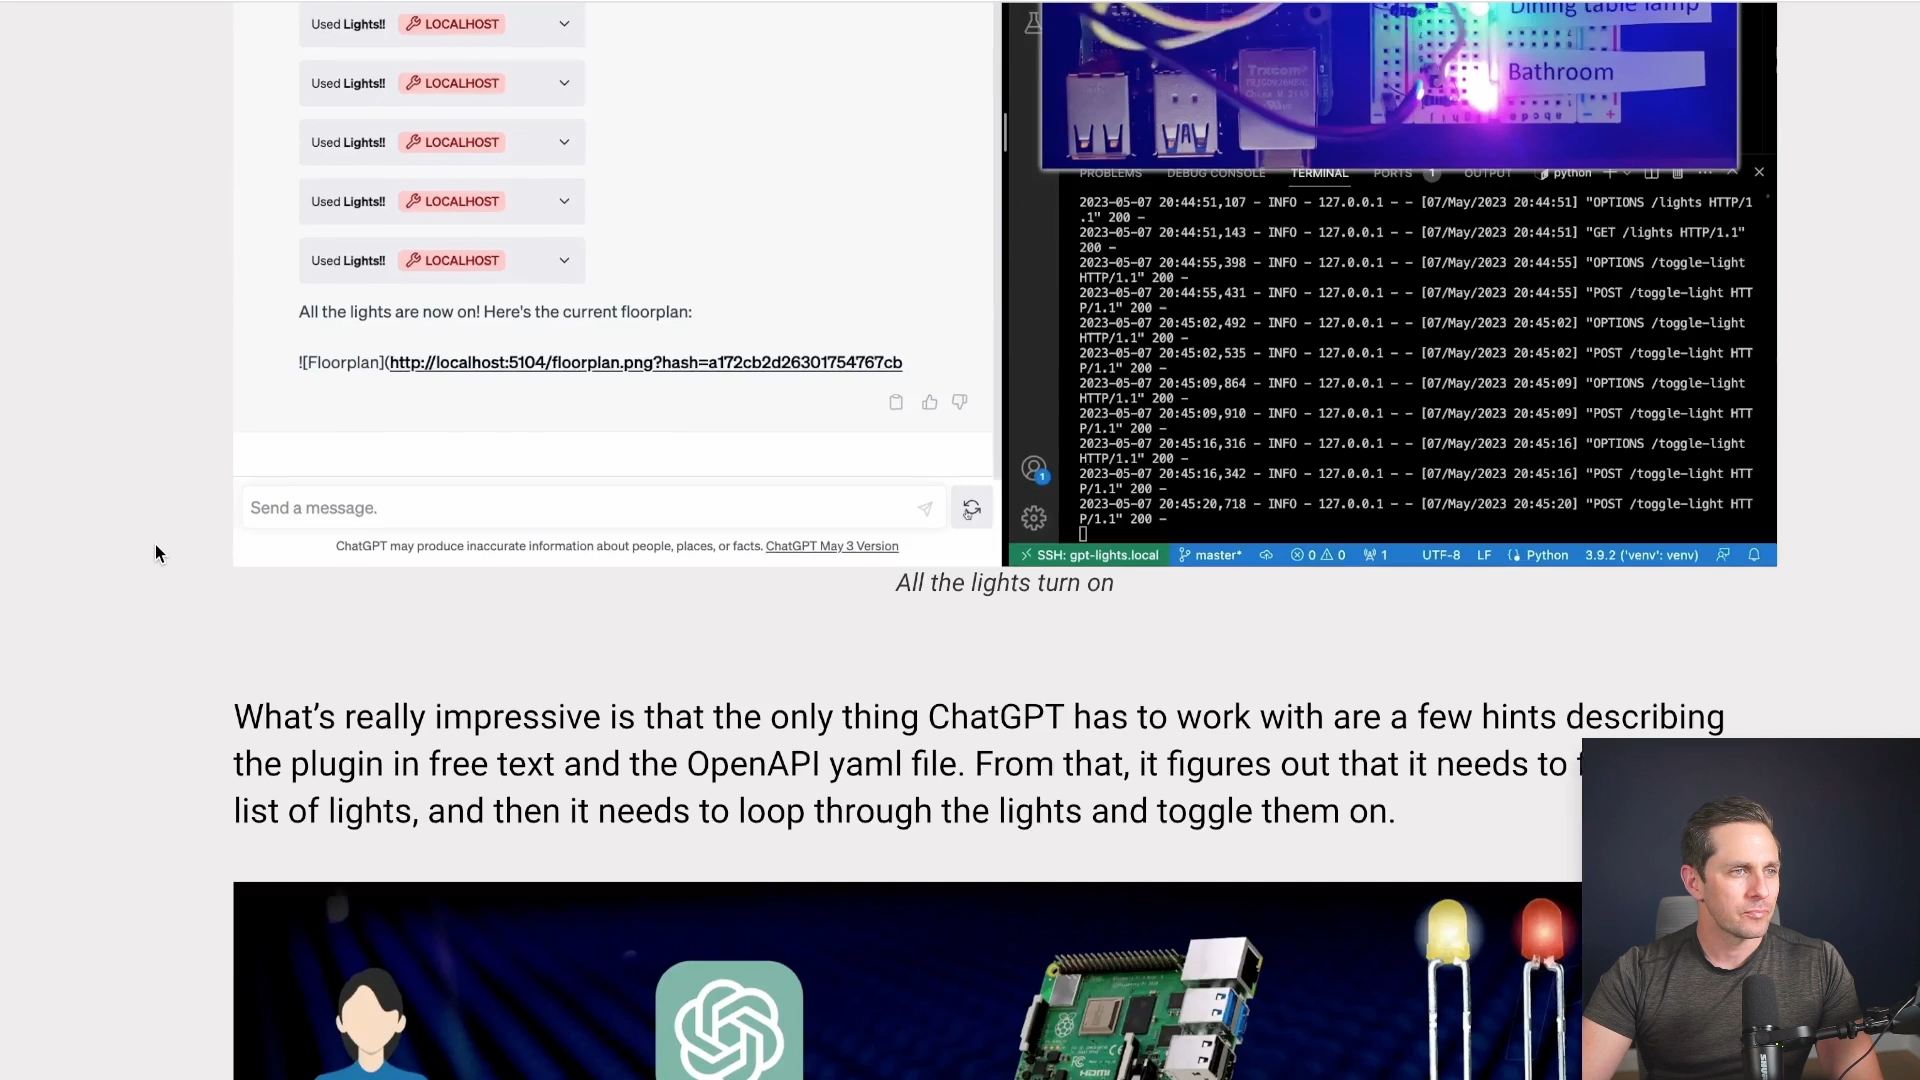 Used Lights!! LOCALHOST
Used Lights!! LOCALHOST
Used Lights!! LOCALHOST
Used Lights!! LOCALHOST
Used Lights!! LOCALHOST
All the lights are now on! Here's the current floorplan:
![Floorplan](http://localhost:5104/floorplan.png?hash=a172cb2d26301754767cb
Send a message.
ChatGPT may produce inaccurate information about people, places, or facts. ChatGPT May 3 Version
Dining table lamp
Bathroom
Trxcom
PROBLEMS DEBUG CONSOLE TERMINAL PORTS 1 OUTPUT python
2023-05-07 20:44:51,107 - INFO - 127.0.0.1 - - [07/May/2023 20:44:51] "OPTIONS /lights HTTP/1
.1" 200 -
2023-05-07 20:44:51,143 - INFO - 127.0.0.1 - - [07/May/2023 20:44:51] "GET /lights HTTP/1.1"
200 -
2023-05-07 20:44:55,398 - INFO - 127.0.0.1 - - [07/May/2023 20:44:55] "OPTIONS /toggle-light
HTTP/1.1" 200 -
2023-05-07 20:44:55,431 - INFO - 127.0.0.1 - - [07/May/2023 20:44:55] "POST /toggle-light HTT
P/1.1" 200 -
2023-05-07 20:45:02,492 - INFO - 127.0.0.1 - - [07/May/2023 20:45:02] "OPTIONS /toggle-light
HTTP/1.1" 200 -
2023-05-07 20:45:02,535 - INFO - 127.0.0.1 - - [07/May/2023 20:45:02] "POST /toggle-light HTT
P/1.1" 200 -
2023-05-07 20:45:09,864 - INFO - 127.0.0.1 - - [07/May/2023 20:45:09] "OPTIONS /toggle-light
HTTP/1.1" 200 -
2023-05-07 20:45:09,910 - INFO - 127.0.0.1 - - [07/May/2023 20:45:09] "POST /toggle-light HTT
P/1.1" 200 -
2023-05-07 20:45:16,316 - INFO - 127.0.0.1 - - [07/May/2023 20:45:16] "OPTIONS /toggle-light
HTTP/1.1" 200 -
2023-05-07 20:45:16,342 - INFO - 127.0.0.1 - - [07/May/2023 20:45:16] "POST /toggle-light HTT
P/1.1" 200 -
2023-05-07 20:45:20,718 - INFO - 127.0.0.1 - - [07/May/2023 20:45:20] "POST /toggle-light HTT
P/1.1" 200 -
1
SSH: gpt-lights.local master* 0 0 1 UTF-8 LF Python 3.9.2 ('venv': venv)
All the lights turn on
What's really impressive is that the only thing ChatGPT has to work with are a few hints describing
the plugin in free text and the OpenAPI yaml file. From that, it figures out that it needs to
list of lights, and then it needs to loop through the lights and toggle them on.
FC
HDMI